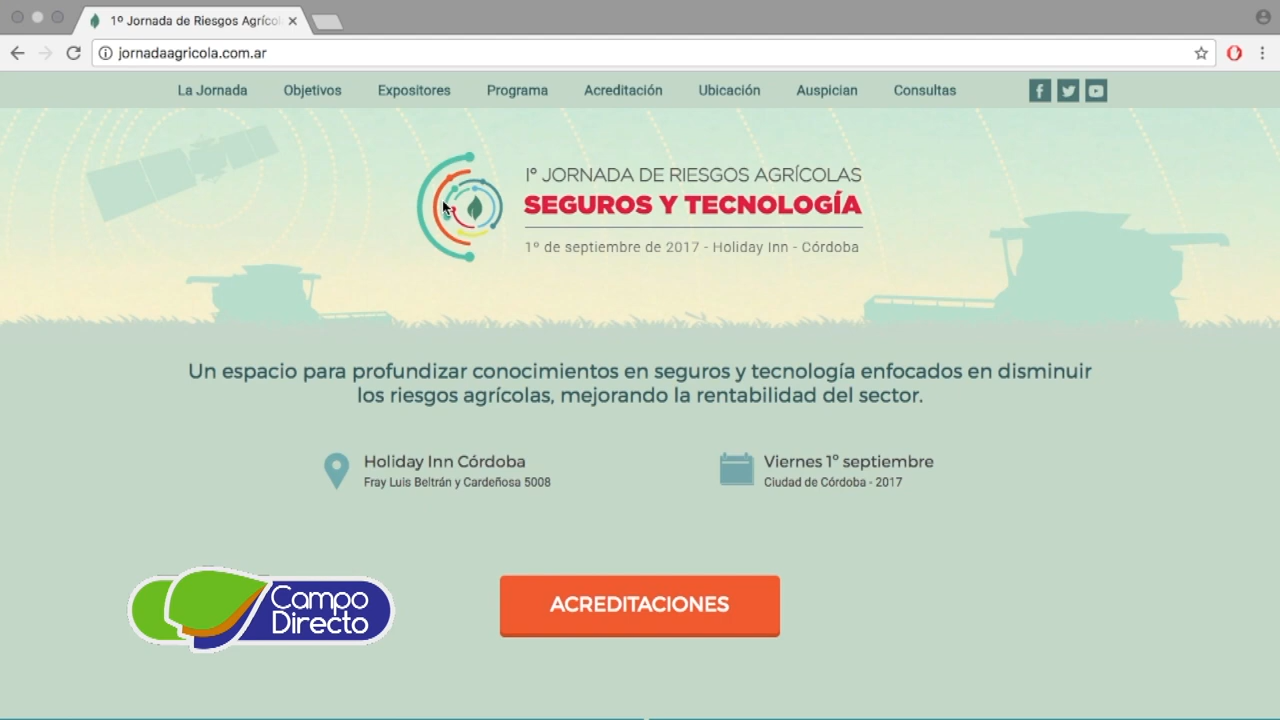 1º Jornada de Riesgos Agríco
jornadaagricola.com.ar
La Jornada
Objetivos
Expositores
Programa
Acreditación
Ubicación
Auspician
Consultas
1º JORNADA DE RIESGOS AGRÍCOLAS
SEGUROS Y TECNOLOGÍA
1º de septiembre de 2017 - Holiday Inn - Córdoba
Un espacio para profundizar conocimientos en seguros y tecnología enfocados en disminuir
los riesgos agrícolas, mejorando la rentabilidad del sector.
Holiday Inn Córdoba
Fray Luis Beltrán y Cardeñosa 5008
Viernes 1º septiembre
Ciudad de Córdoba - 2017
Campo
Directo
ACREDITACIONES